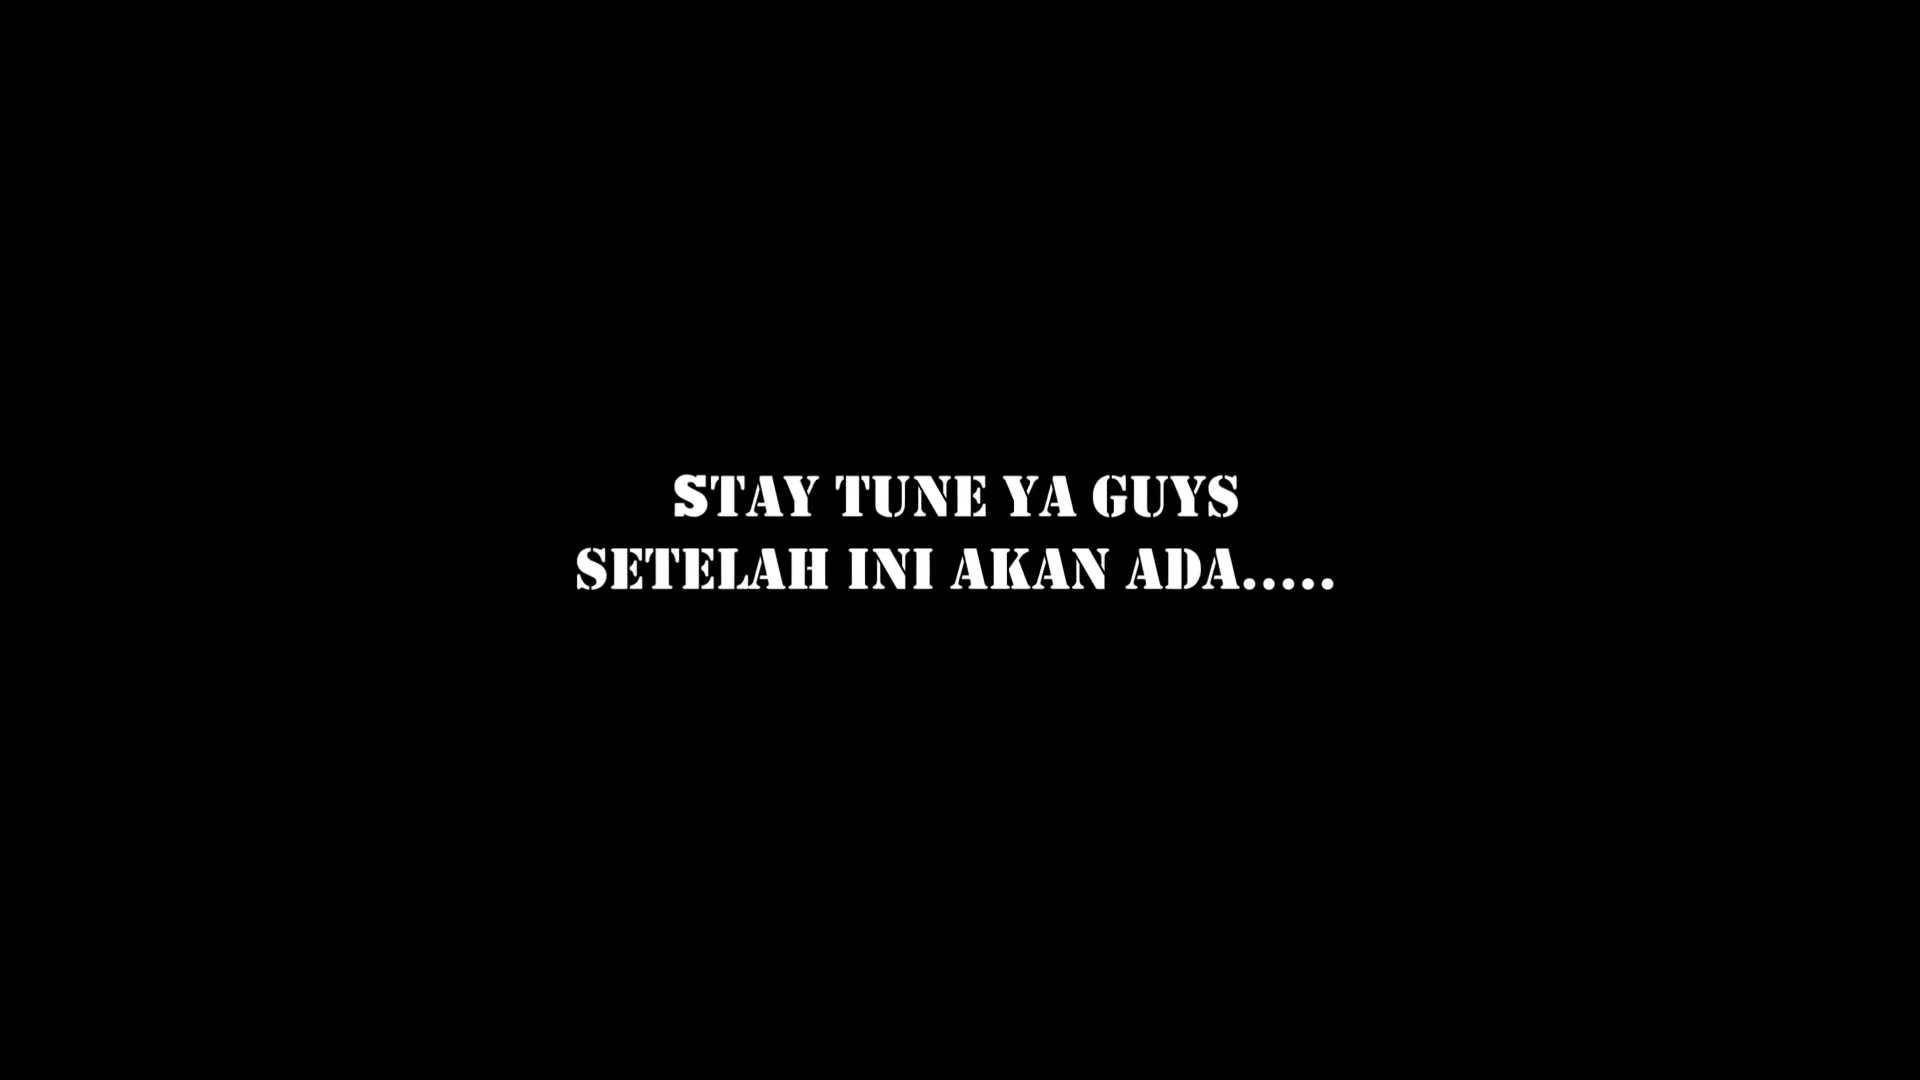 STAY TUNE YA GUYS
SETELAH INI AKAN ADA.....